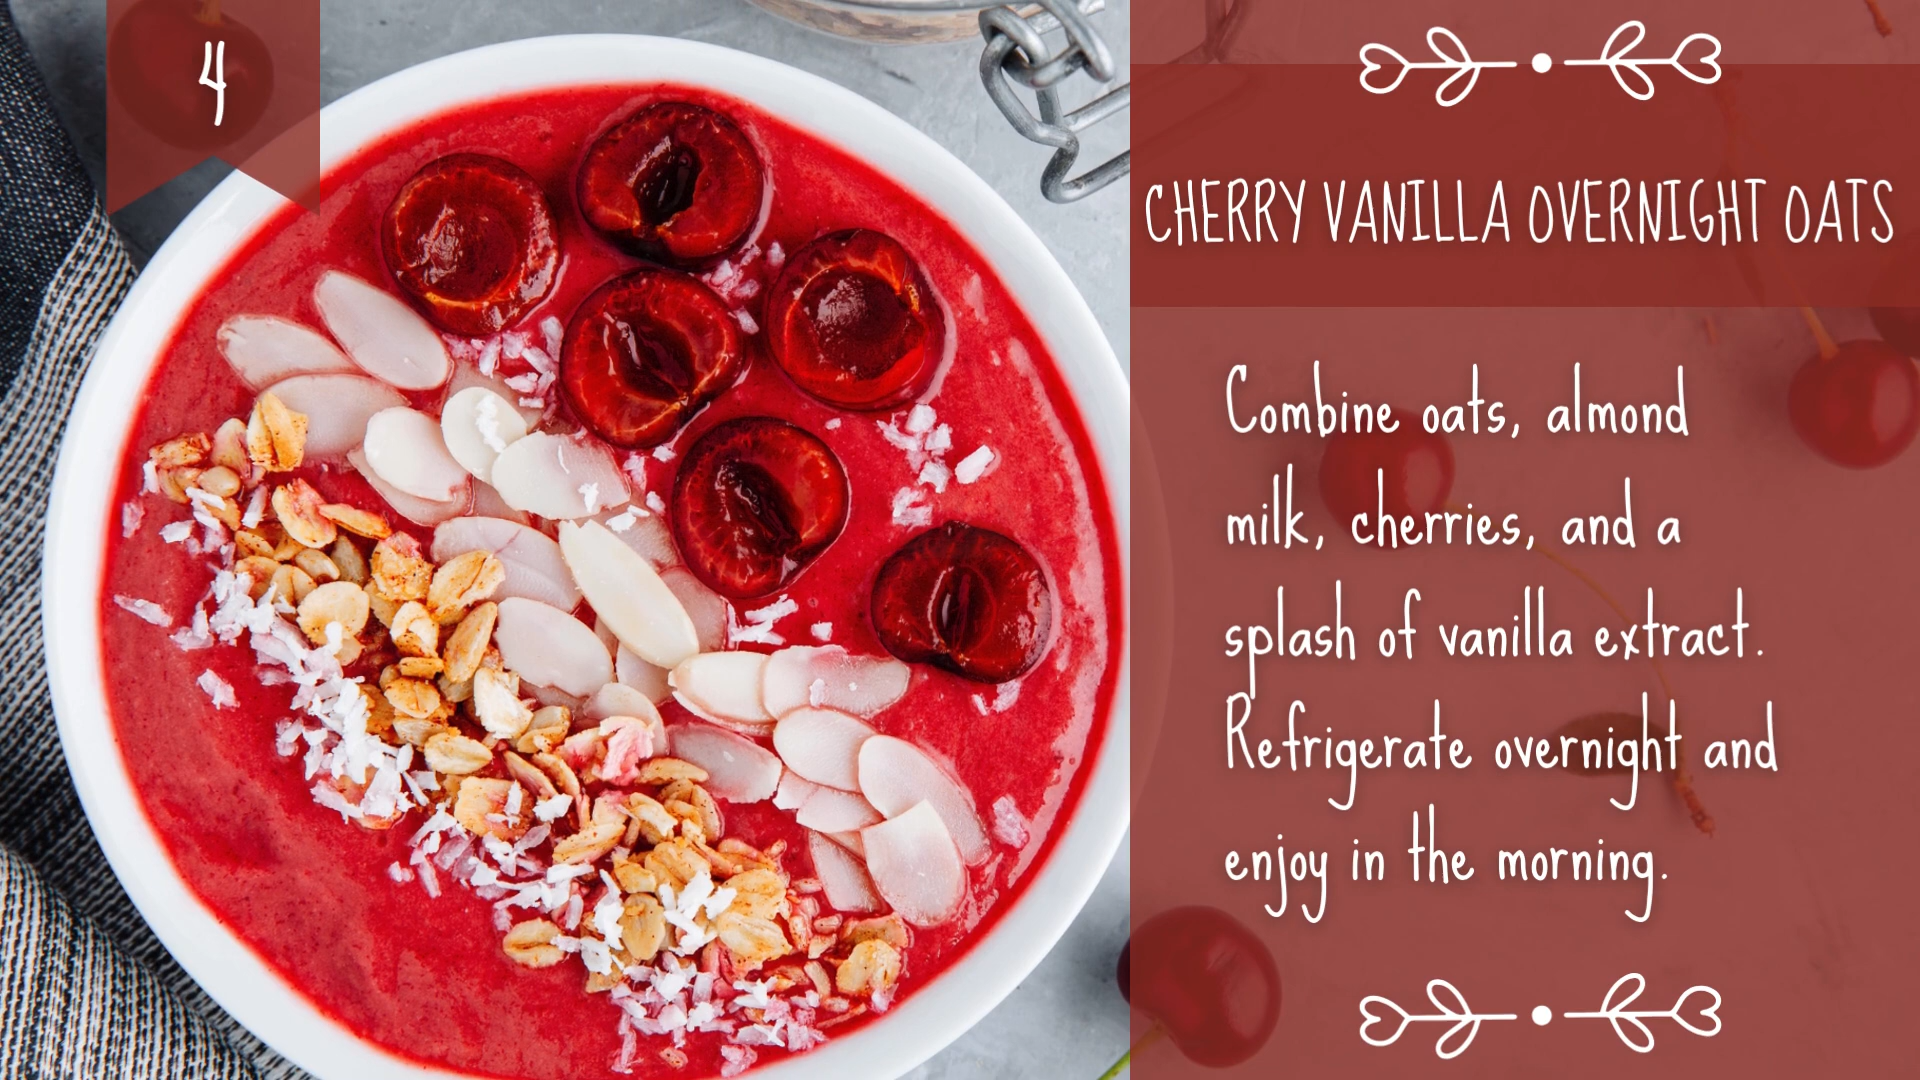 4
CHERRY VANILLA OVERNIGHT OATS
Combine oats, almond
milk, cherries, and a
splash of vanilla extract.
Refrigerate overnight and
enjoy in the morning.